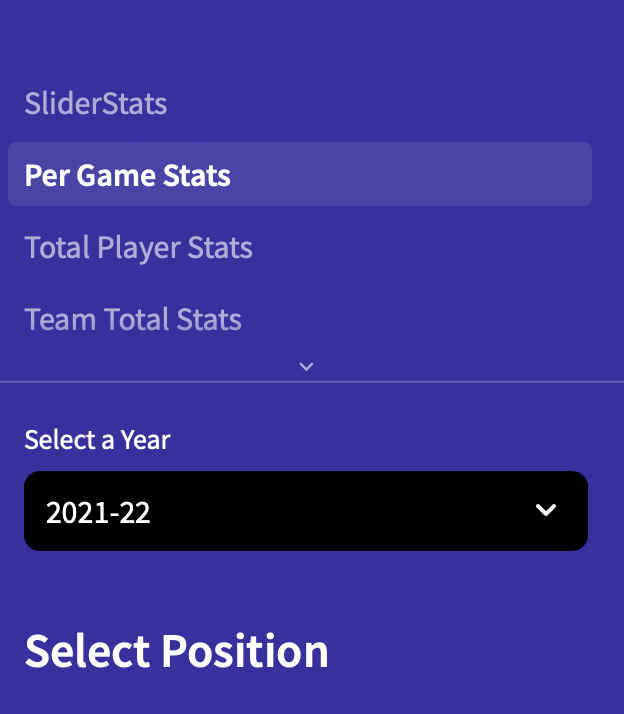 SliderStats
Per Game Stats
Total Player Stats
Team Total Stats
Select a Year
2021-22
Select Position